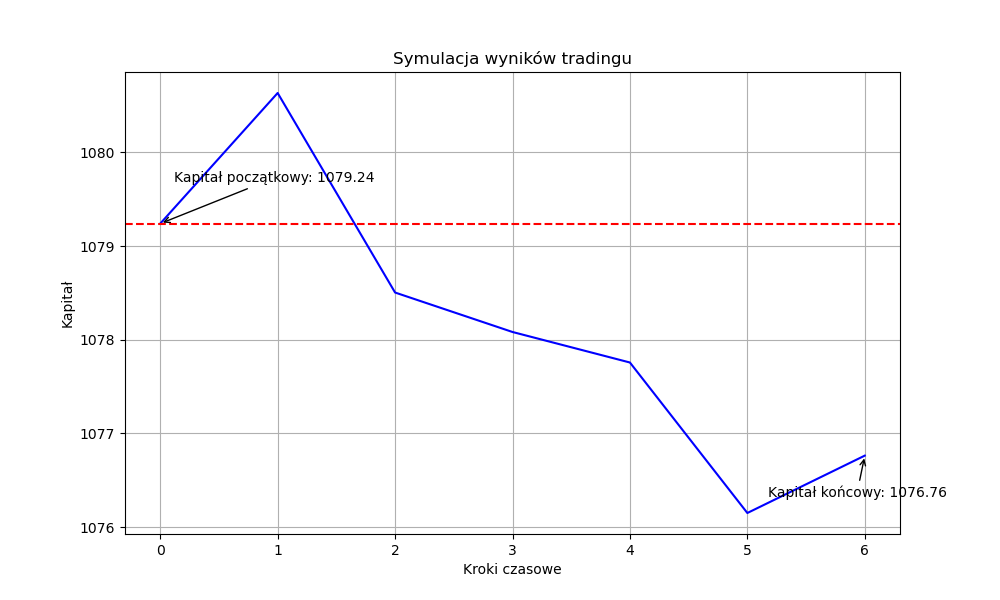 Symulacja wyników tradingu
1080
Kapitał początkowy: 1079.24
1079
Kapitał
1078
1077
Kapitał końcowy: 1076.76
1076
0 1 2 3 4 5 6
Kroki czasowe